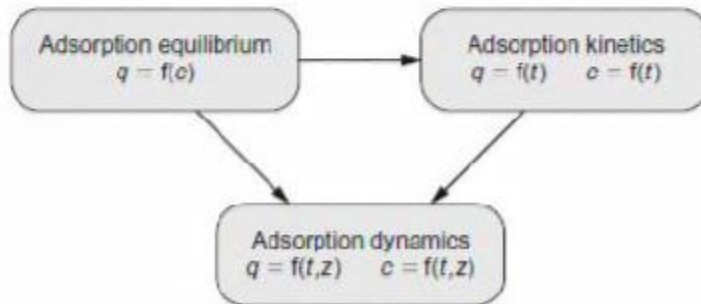 Adsorption equilibrium
q = f(c)
Adsorption kinetics
q = f(t) c = f(t)
Adsorption dynamics
q = f(t,z) c = f(t,z)